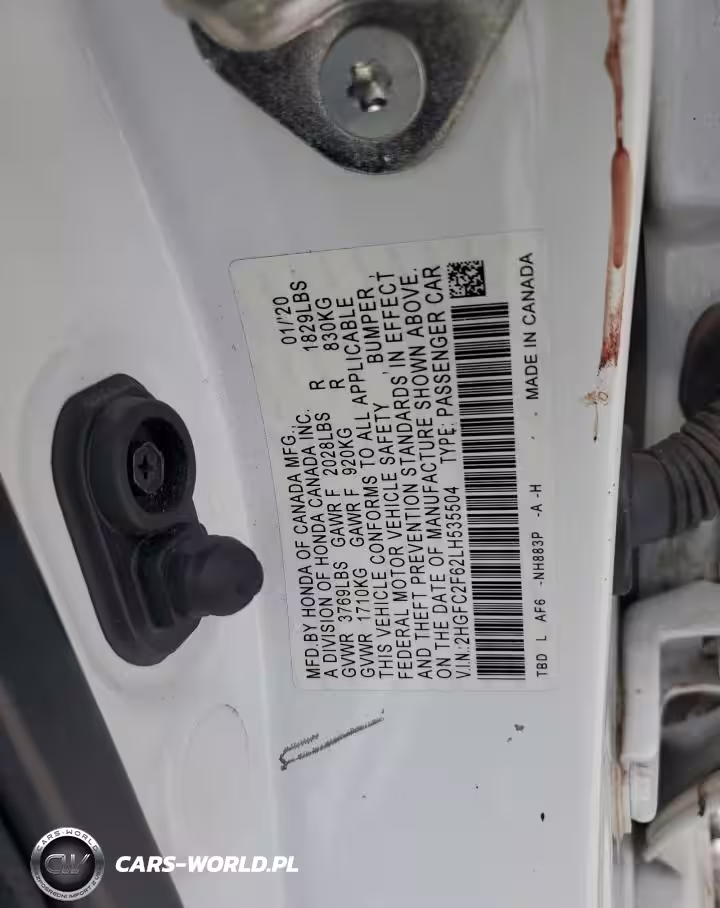 MFD.BY HONDA OF CANADA MFG., 01/'20
A DIVISION OF HONDA CANADA INC.
GVWR 3769LBS GAWR F 2028LBS R 1829LBS
GVWR 1710KG GAWR F 920KG R 830KG
THIS VEHICLE CONFORMS TO ALL APPLICABLE
FEDERAL MOTOR VEHICLE SAFETY, BUMPER,
AND THEFT PREVENTION STANDARDS IN EFFECT
ON THE DATE OF MANUFACTURE SHOWN ABOVE.
V.I.N.:2HGFC2F62LH535504 TYPE: PASSENGER CAR
TBD L AF6 -NH883P -A -H - - MADE IN CANADA
CARS-WORLD
CW
CARS-WORLD.PL